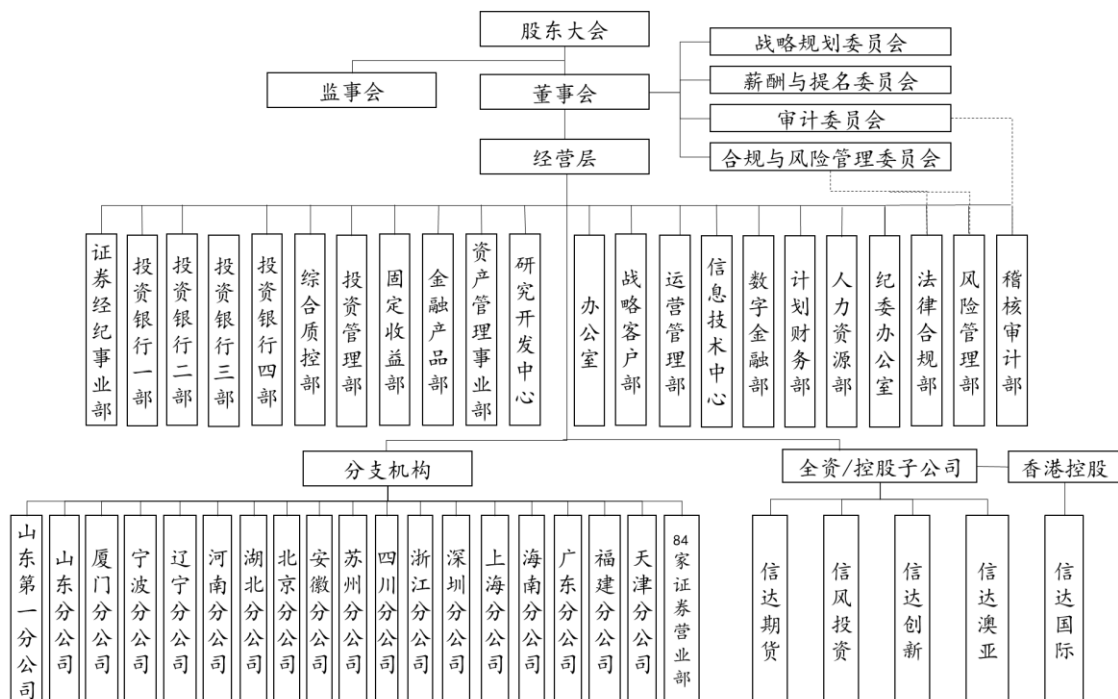 股东大会
战略规划委员会
监事会
董事会
薪酬与提名委员会
审计委员会
经营层
合规与风险管理委员会
证券经纪事业部
投资银行一部
投资银行二部
投资银行三部
投资银行四部
综合质控部
投资管理部
固定收益部
金融产品部
资产管理事业部
研究开发中心
办公室
战略客户部
运营管理部
信息技术中心
数字金融部
计划财务部
人力资源部
纪委办公室
法律合规部
风险管理部
稽核审计部
分支机构
全资/控股子公司
香港控股
山东第一分公司
山东分公司
厦门分公司
宁波分公司
辽宁分公司
河南分公司
湖北分公司
北京分公司
安徽分公司
苏州分公司
四川分公司
浙江分公司
深圳分公司
上海分公司
海南分公司
广东分公司
福建分公司
天津分公司
84家证券营业部
信达期货
信风投资
信达创新
信达澳亚
信达国际